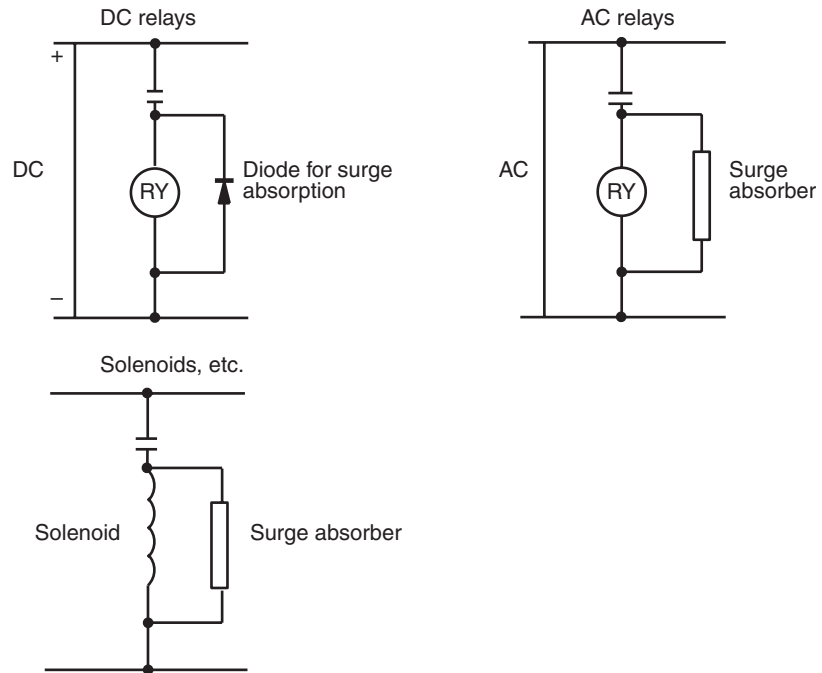 DC relays
+
DC
RY
Diode for surge
absorption
–
AC relays
AC
RY
Surge
absorber
Solenoids, etc.
Solenoid
Surge absorber